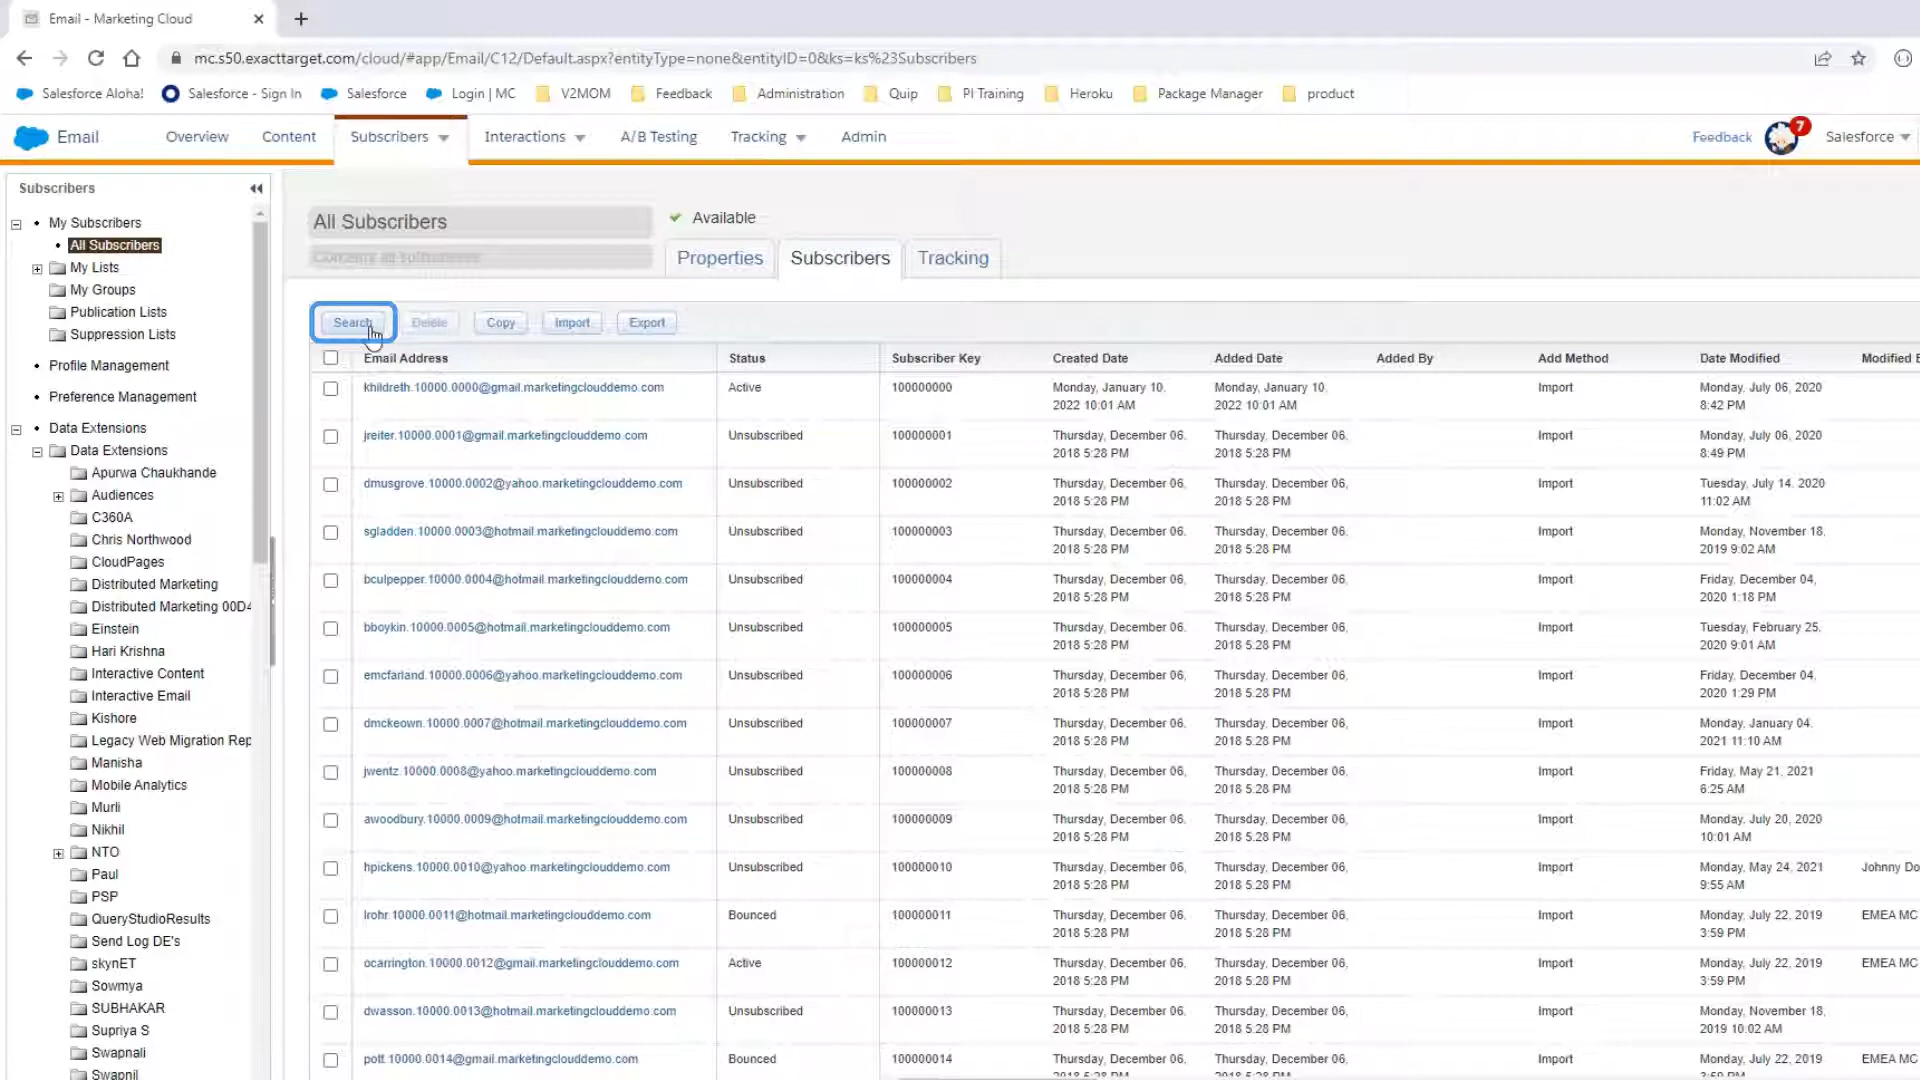 Email - Marketing Cloud
mc.s50.exacttarget.com/cloud/#app/Email/C12/Default.aspx?entityType=none&entityID=0&ks=ks%23Subscribers
Salesforce Aloha! Salesforce - Sign In Salesforce Login | MC V2MOM Feedback Administration Quip PI Training Heroku Package Manager product
Email Overview Content Subscribers Interactions A/B Testing Tracking Admin Feedback 7 Salesforce
Subscribers
My Subscribers
All Subscribers
My Lists
My Groups
Publication Lists
Suppression Lists
Profile Management
Preference Management
Data Extensions
Data Extensions
Apurwa Chaukhande
Audiences
C360A
Chris Northwood
CloudPages
Distributed Marketing
Distributed Marketing 00D4
Einstein
Hari Krishna
Interactive Content
Interactive Email
Kishore
Legacy Web Migration Rep
Manisha
Mobile Analytics
Murli
Nikhil
NTO
Paul
PSP
QueryStudioResults
Send Log DE's
skynET
Sowmya
SUBHAKAR
Supriya S
Swapnali
Swapnil
All Subscribers
Available
Contains all subscribers
Properties Subscribers Tracking
Search Delete Copy Import Export
Email Address Status Subscriber Key Created Date Added Date Added By Add Method Date Modified Modified
khildreth.10000.0000@gmail.marketingclouddemo.com Active 100000000 Monday, January 10, Monday, January 10, Import Monday, July 06, 2020
2022 10:01 AM 2022 10:01 AM 8:42 PM
jreiter.10000.0001@gmail.marketingclouddemo.com Unsubscribed 100000001 Thursday, December 06, Thursday, December 06, Import Monday, July 06, 2020
2018 5:28 PM 2018 5:28 PM 8:49 PM
dmusgrove.10000.0002@yahoo.marketingclouddemo.com Unsubscribed 100000002 Thursday, December 06, Thursday, December 06, Import Tuesday, July 14, 2020
2018 5:28 PM 2018 5:28 PM 11:02 AM
sgladden.10000.0003@hotmail.marketingclouddemo.com Unsubscribed 100000003 Thursday, December 06, Thursday, December 06, Import Monday, November 18,
2018 5:28 PM 2018 5:28 PM 2019 9:02 AM
bculpepper.10000.0004@hotmail.marketingclouddemo.com Unsubscribed 100000004 Thursday, December 06, Thursday, December 06, Import Friday, December 04,
2018 5:28 PM 2018 5:28 PM 2020 1:18 PM
bboykin.10000.0005@hotmail.marketingclouddemo.com Unsubscribed 100000005 Thursday, December 06, Thursday, December 06, Import Tuesday, February 25,
2018 5:28 PM 2018 5:28 PM 2020 9:01 AM
emcfarland.10000.0006@yahoo.marketingclouddemo.com Unsubscribed 100000006 Thursday, December 06, Thursday, December 06, Import Friday, December 04,
2018 5:28 PM 2018 5:28 PM 2020 1:29 PM
dmckeown.10000.0007@hotmail.marketingclouddemo.com Unsubscribed 100000007 Thursday, December 06, Thursday, December 06, Import Monday, January 04,
2018 5:28 PM 2018 5:28 PM 2021 11:10 AM
jwentz.10000.0008@yahoo.marketingclouddemo.com Unsubscribed 100000008 Thursday, December 06, Thursday, December 06, Import Friday, May 21, 2021
2018 5:28 PM 2018 5:28 PM 6:25 AM
awoodbury.10000.0009@hotmail.marketingclouddemo.com Unsubscribed 100000009 Thursday, December 06, Thursday, December 06, Import Monday, July 20, 2020
2018 5:28 PM 2018 5:28 PM 10:01 AM
hpickens.10000.0010@yahoo.marketingclouddemo.com Unsubscribed 100000010 Thursday, December 06, Thursday, December 06, Import Monday, May 24, 2021 Johnny Do
2018 5:28 PM 2018 5:28 PM 9:55 AM
lrohr.10000.0011@hotmail.marketingclouddemo.com Bounced 100000011 Thursday, December 06, Thursday, December 06, Import Monday, July 22, 2019 EMEA MC
2018 5:28 PM 2018 5:28 PM 3:59 PM
ocarrington.10000.0012@gmail.marketingclouddemo.com Active 100000012 Thursday, December 06, Thursday, December 06, Import Monday, July 22, 2019 EMEA MC
2018 5:28 PM 2018 5:28 PM 3:59 PM
dwasson.10000.0013@hotmail.marketingclouddemo.com Unsubscribed 100000013 Thursday, December 06, Thursday, December 06, Import Monday, November 18,
2018 5:28 PM 2018 5:28 PM 2019 10:02 AM
pott.10000.0014@gmail.marketingclouddemo.com Bounced 100000014 Thursday, December 06, Thursday, December 06, Import Monday, July 22, 2019 EMEA MC
2018 5:28 PM 2018 5:28 PM 3:59 PM